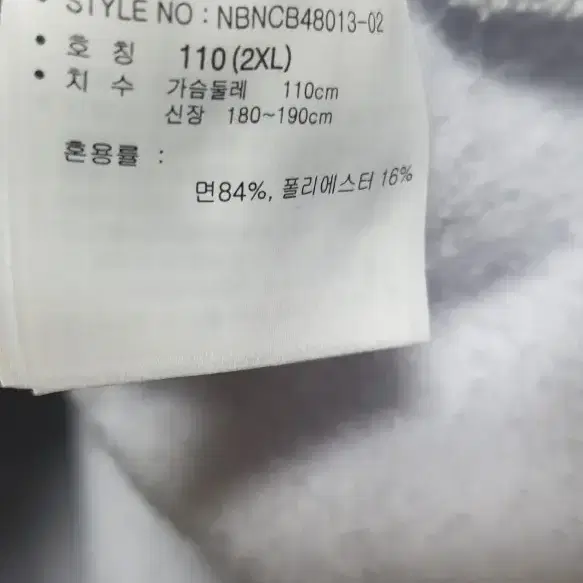 • STYLE NO : NBNCB48013-02
• 호 칭 110(2XL)
• 치 수 가슴둘레 110cm
신장 180~190cm
혼용률 :
면84%, 폴리에스터 16%